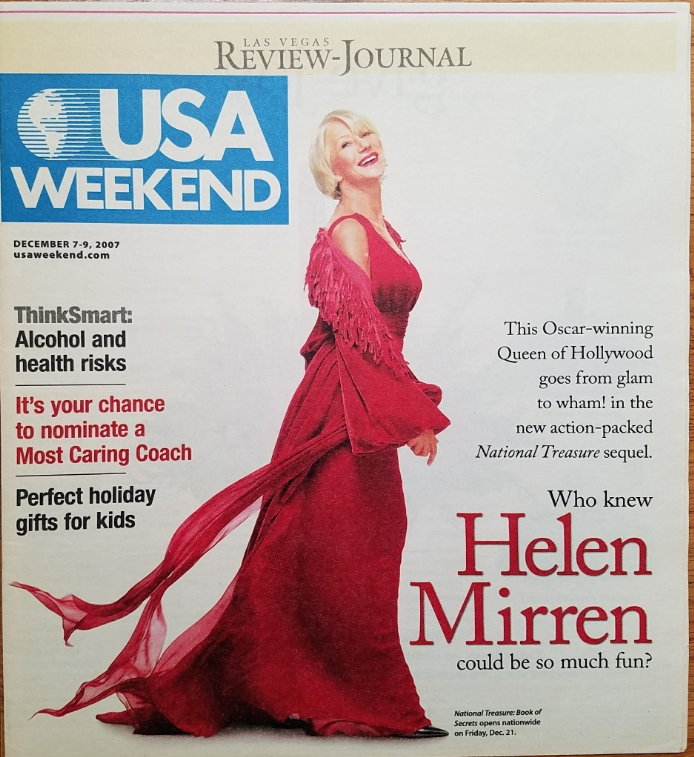 LAS VEGAS
REVIEW-JOURNAL
USA
WEEKEND
DECEMBER 7-9, 2007
usaweekend.com
ThinkSmart:
Alcohol and
health risks
It's your chance
to nominate a
Most Caring Coach
Perfect holiday
gifts for kids
This Oscar-winning
Queen of Hollywood
goes from glam
to wham! in the
new action-packed
National Treasure sequel.
Who knew
Helen
Mirren
could be so much fun?
National Treasure: Book of
Secrets opens nationwide
on Friday, Dec. 21.